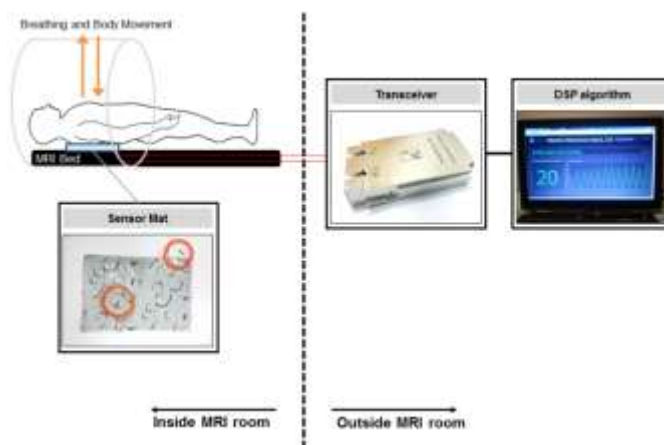 Breathing and Body Movement
MRI Bed
Sensor Mat
Transceiver
DSP algorithm
20
Inside MRI room
Outside MRI room